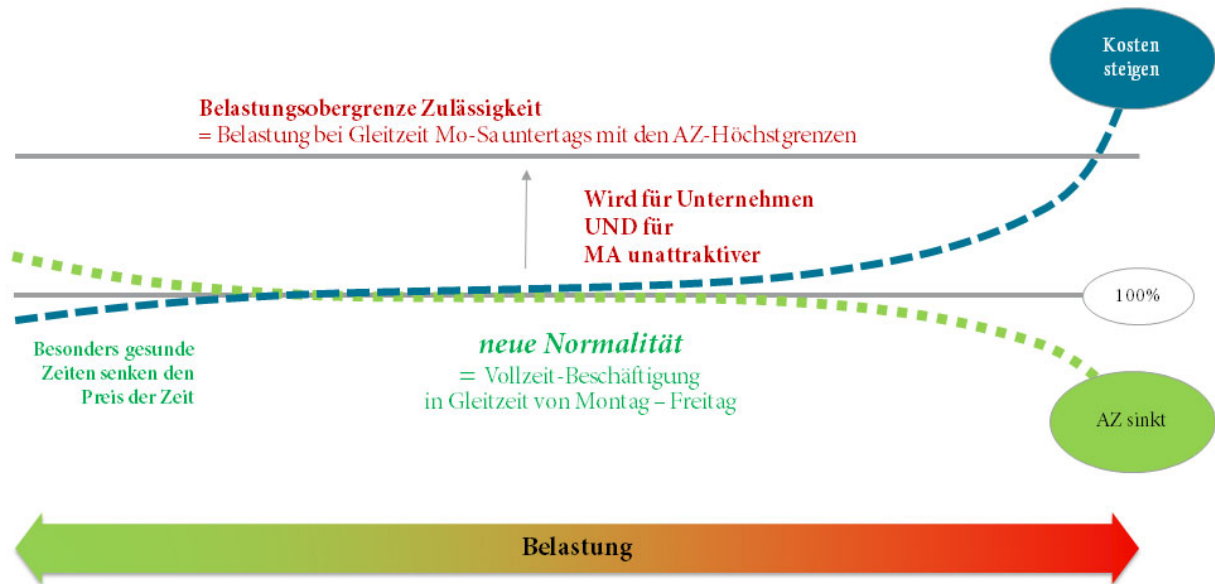 Kosten
steigen
Belastungsobergrenze Zulässigkeit
= Belastung bei Gleitzeit Mo-Sa untertags mit den AZ-Höchstgrenzen
Wird für Unternehmen
UND für
MA unattraktiver
100%
Besonders gesunde
Zeiten senken den
Preis der Zeit
neue Normalität
= Vollzeit-Beschäftigung
in Gleitzeit von Montag – Freitag
AZ sinkt
Belastung